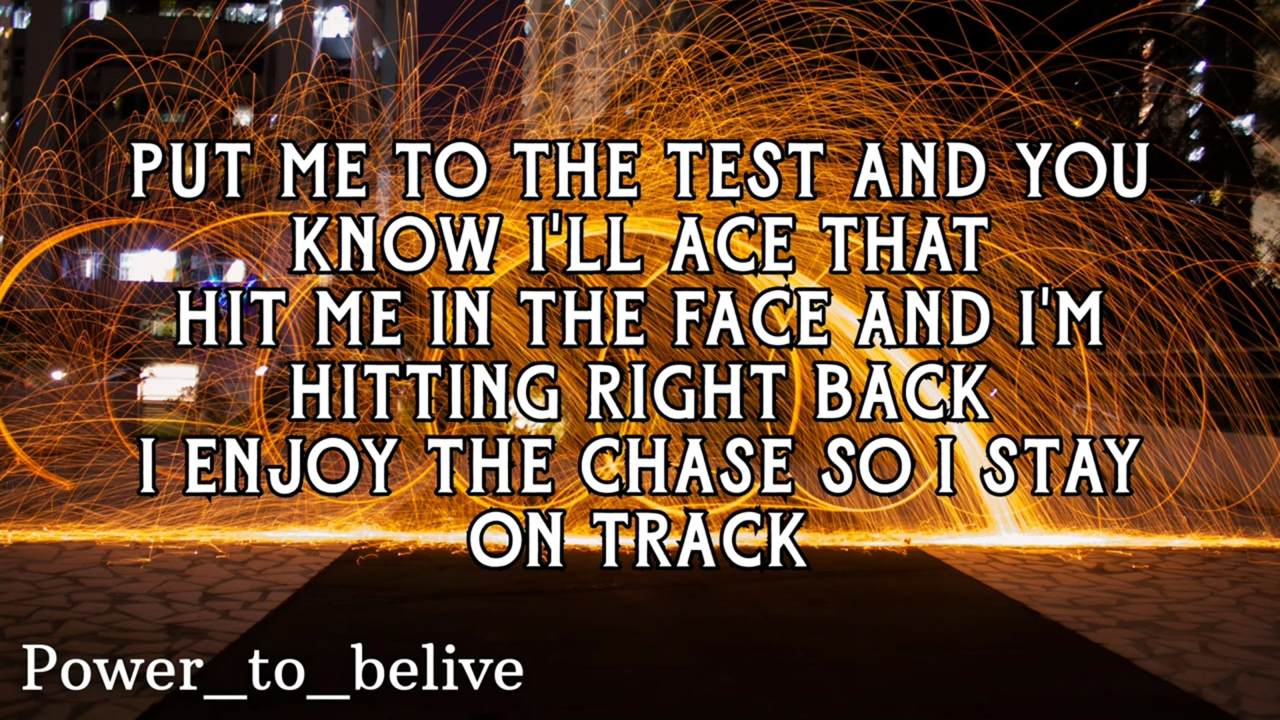 PUT ME TO THE TEST AND YOU
KNOW I'LL ACE THAT
HIT ME IN THE FACE AND I'M
HITTING RIGHT BACK
I ENJOY THE CHASE SO I STAY
ON TRACK
Power_to_belive